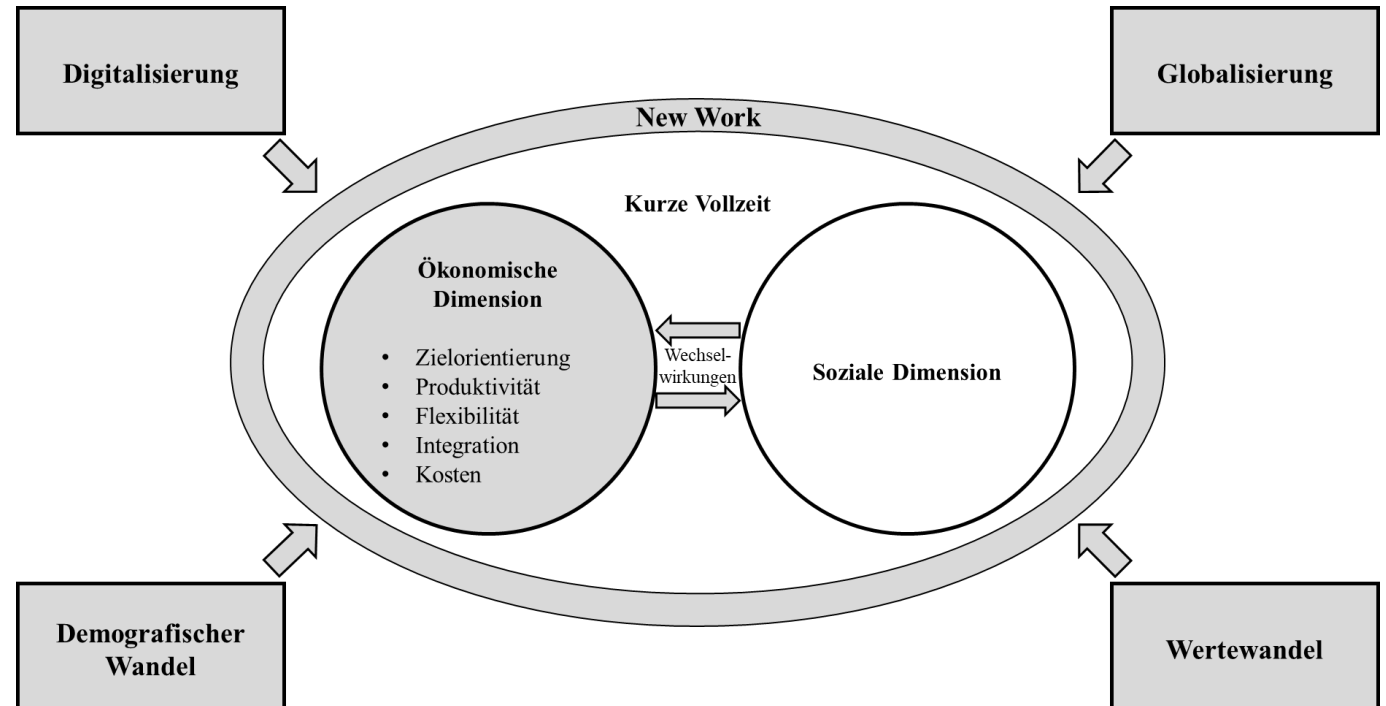 Digitalisierung
Globalisierung
New Work
Kurze Vollzeit
Ökonomische
Dimension
• Zielorientierung
• Produktivität
• Flexibilität
• Integration
• Kosten
Wechsel-
wirkungen
Soziale Dimension
Demografischer
Wandel
Wertewandel